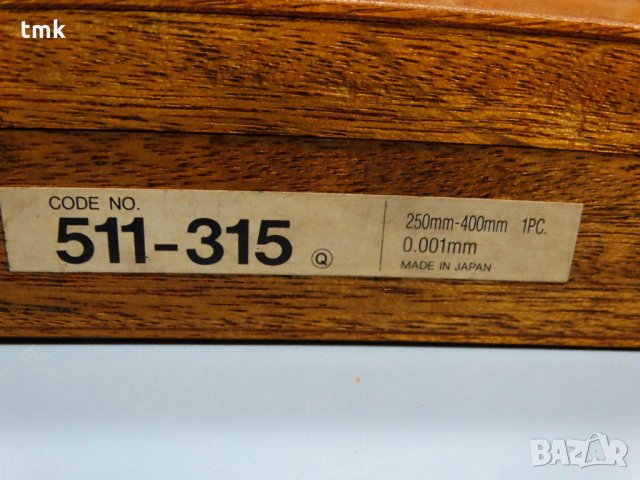 tmk
CODE NO.
511-315 Q
250mm-400mm 1PC.
0.001mm
MADE IN JAPAN
BAZAR